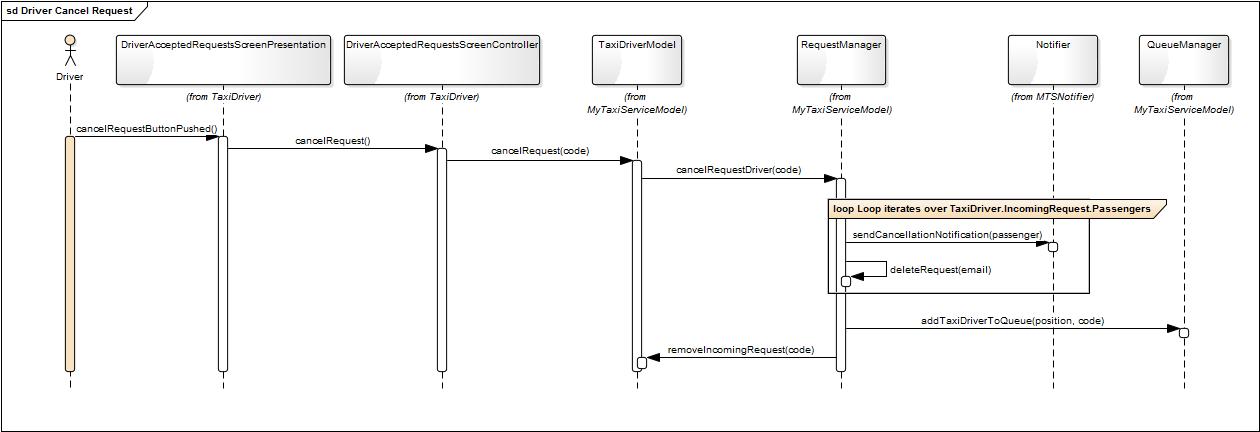 sd Driver Cancel Request
Driver
DriverAcceptedRequestsScreenPresentation
(from TaxiDriver)
DriverAcceptedRequestsScreenController
(from TaxiDriver)
TaxiDriverModel
(from
MyTaxiServiceModel)
RequestManager
(from
MyTaxiServiceModel)
Notifier
(from MTSNotifier)
QueueManager
(from
MyTaxiServiceModel)
cancelRequestButtonPushed()
cancelRequest()
cancelRequest(code)
cancelRequestDriver(code)
loop Loop iterates over TaxiDriver.IncomingRequest.Passengers
sendCancellationNotification(passenger)
deleteRequest(email)
addTaxiDriverToQueue(position, code)
removeIncomingRequest(code)